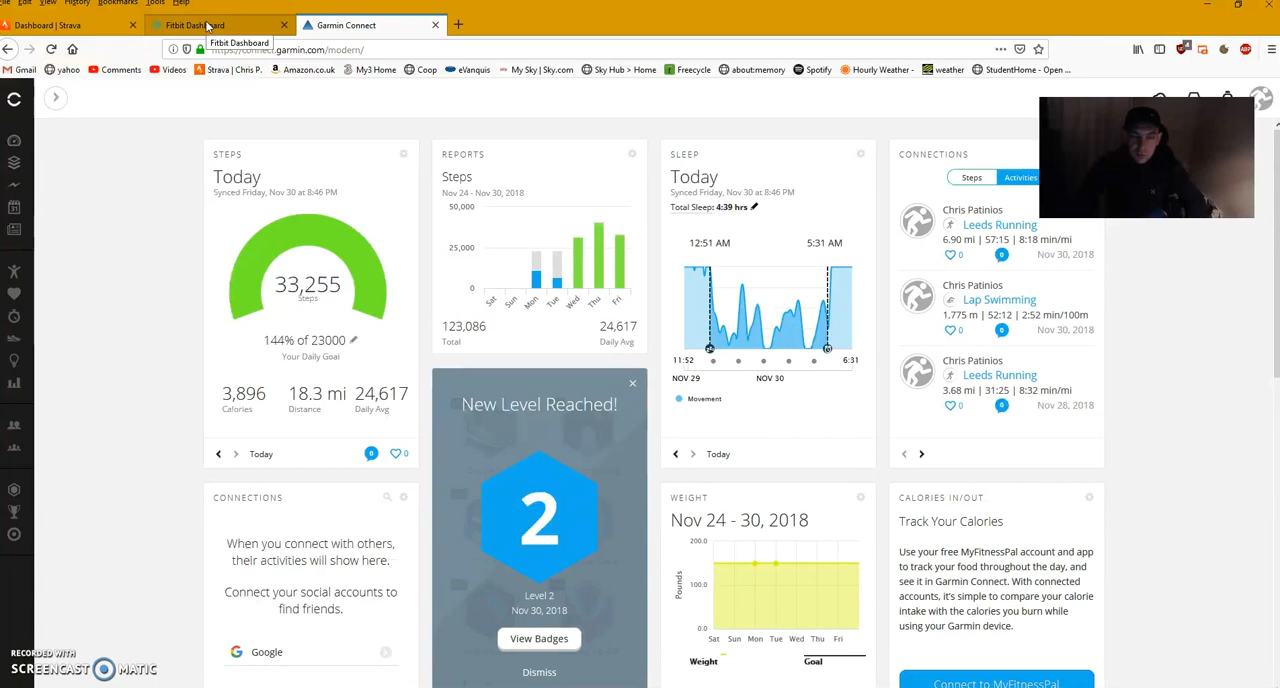 File Edit View History Bookmarks Tools Help
Dashboard | Strava
Fitbit Dashboard
Garmin Connect
Fitbit Dashboard
https://connect.garmin.com/modern/
Gmail yahoo Comments Videos Strava | Chris P. Amazon.co.uk My3 Home Coop eVanquis My Sky | Sky.com Sky Hub > Home Freecycle about:memory Spotify Hourly Weather - weather StudentHome - Open ...
STEPS
Today
Synced Friday, Nov 30 at 8:46 PM
33,255
Steps
144% of 23000
Your Daily Goal
3,896 18.3 mi 24,617
Calories Distance Daily Avg
Today 0 0
REPORTS
Steps
Nov 24 - Nov 30, 2018
50,000
25,000
0
Sat Sun Mon Tue Wed Thu Fri
123,086 24,617
Total Daily Avg
SLEEP
Today
Synced Friday, Nov 30 at 8:46 PM
Total Sleep: 4:39 hrs
12:51 AM 5:31 AM
11:52 6:31
NOV 29 NOV 30
Movement
Today
CONNECTIONS
Steps Activities
Chris Patinios
Leeds Running
6.90 mi | 57:15 | 8:18 min/mi
0 0 Nov 30, 2018
Chris Patinios
Lap Swimming
1,775 m | 52:12 | 2:52 min/100m
0 0 Nov 30, 2018
Chris Patinios
Leeds Running
3.68 mi | 31:25 | 8:32 min/mi
0 0 Nov 28, 2018
CONNECTIONS
When you connect with others,
their activities will show here.
Connect your social accounts to
find friends.
Google
New Level Reached!
2
Level 2
Nov 30, 2018
View Badges
Dismiss
WEIGHT
Nov 24 - 30, 2018
200.0
100.0
0.0
Pounds
Sat Sun Mon Tue Wed Thu Fri
Weight Goal
CALORIES IN/OUT
Track Your Calories
Use your free MyFitnessPal account and app
to track your food throughout the day, and
see it in Garmin Connect. With connected
accounts, it's simple to compare your calorie
intake with the calories you burn while
using your Garmin device.
Connect to MyFitnessPal
RECORDED WITH
SCREENCAST MATIC